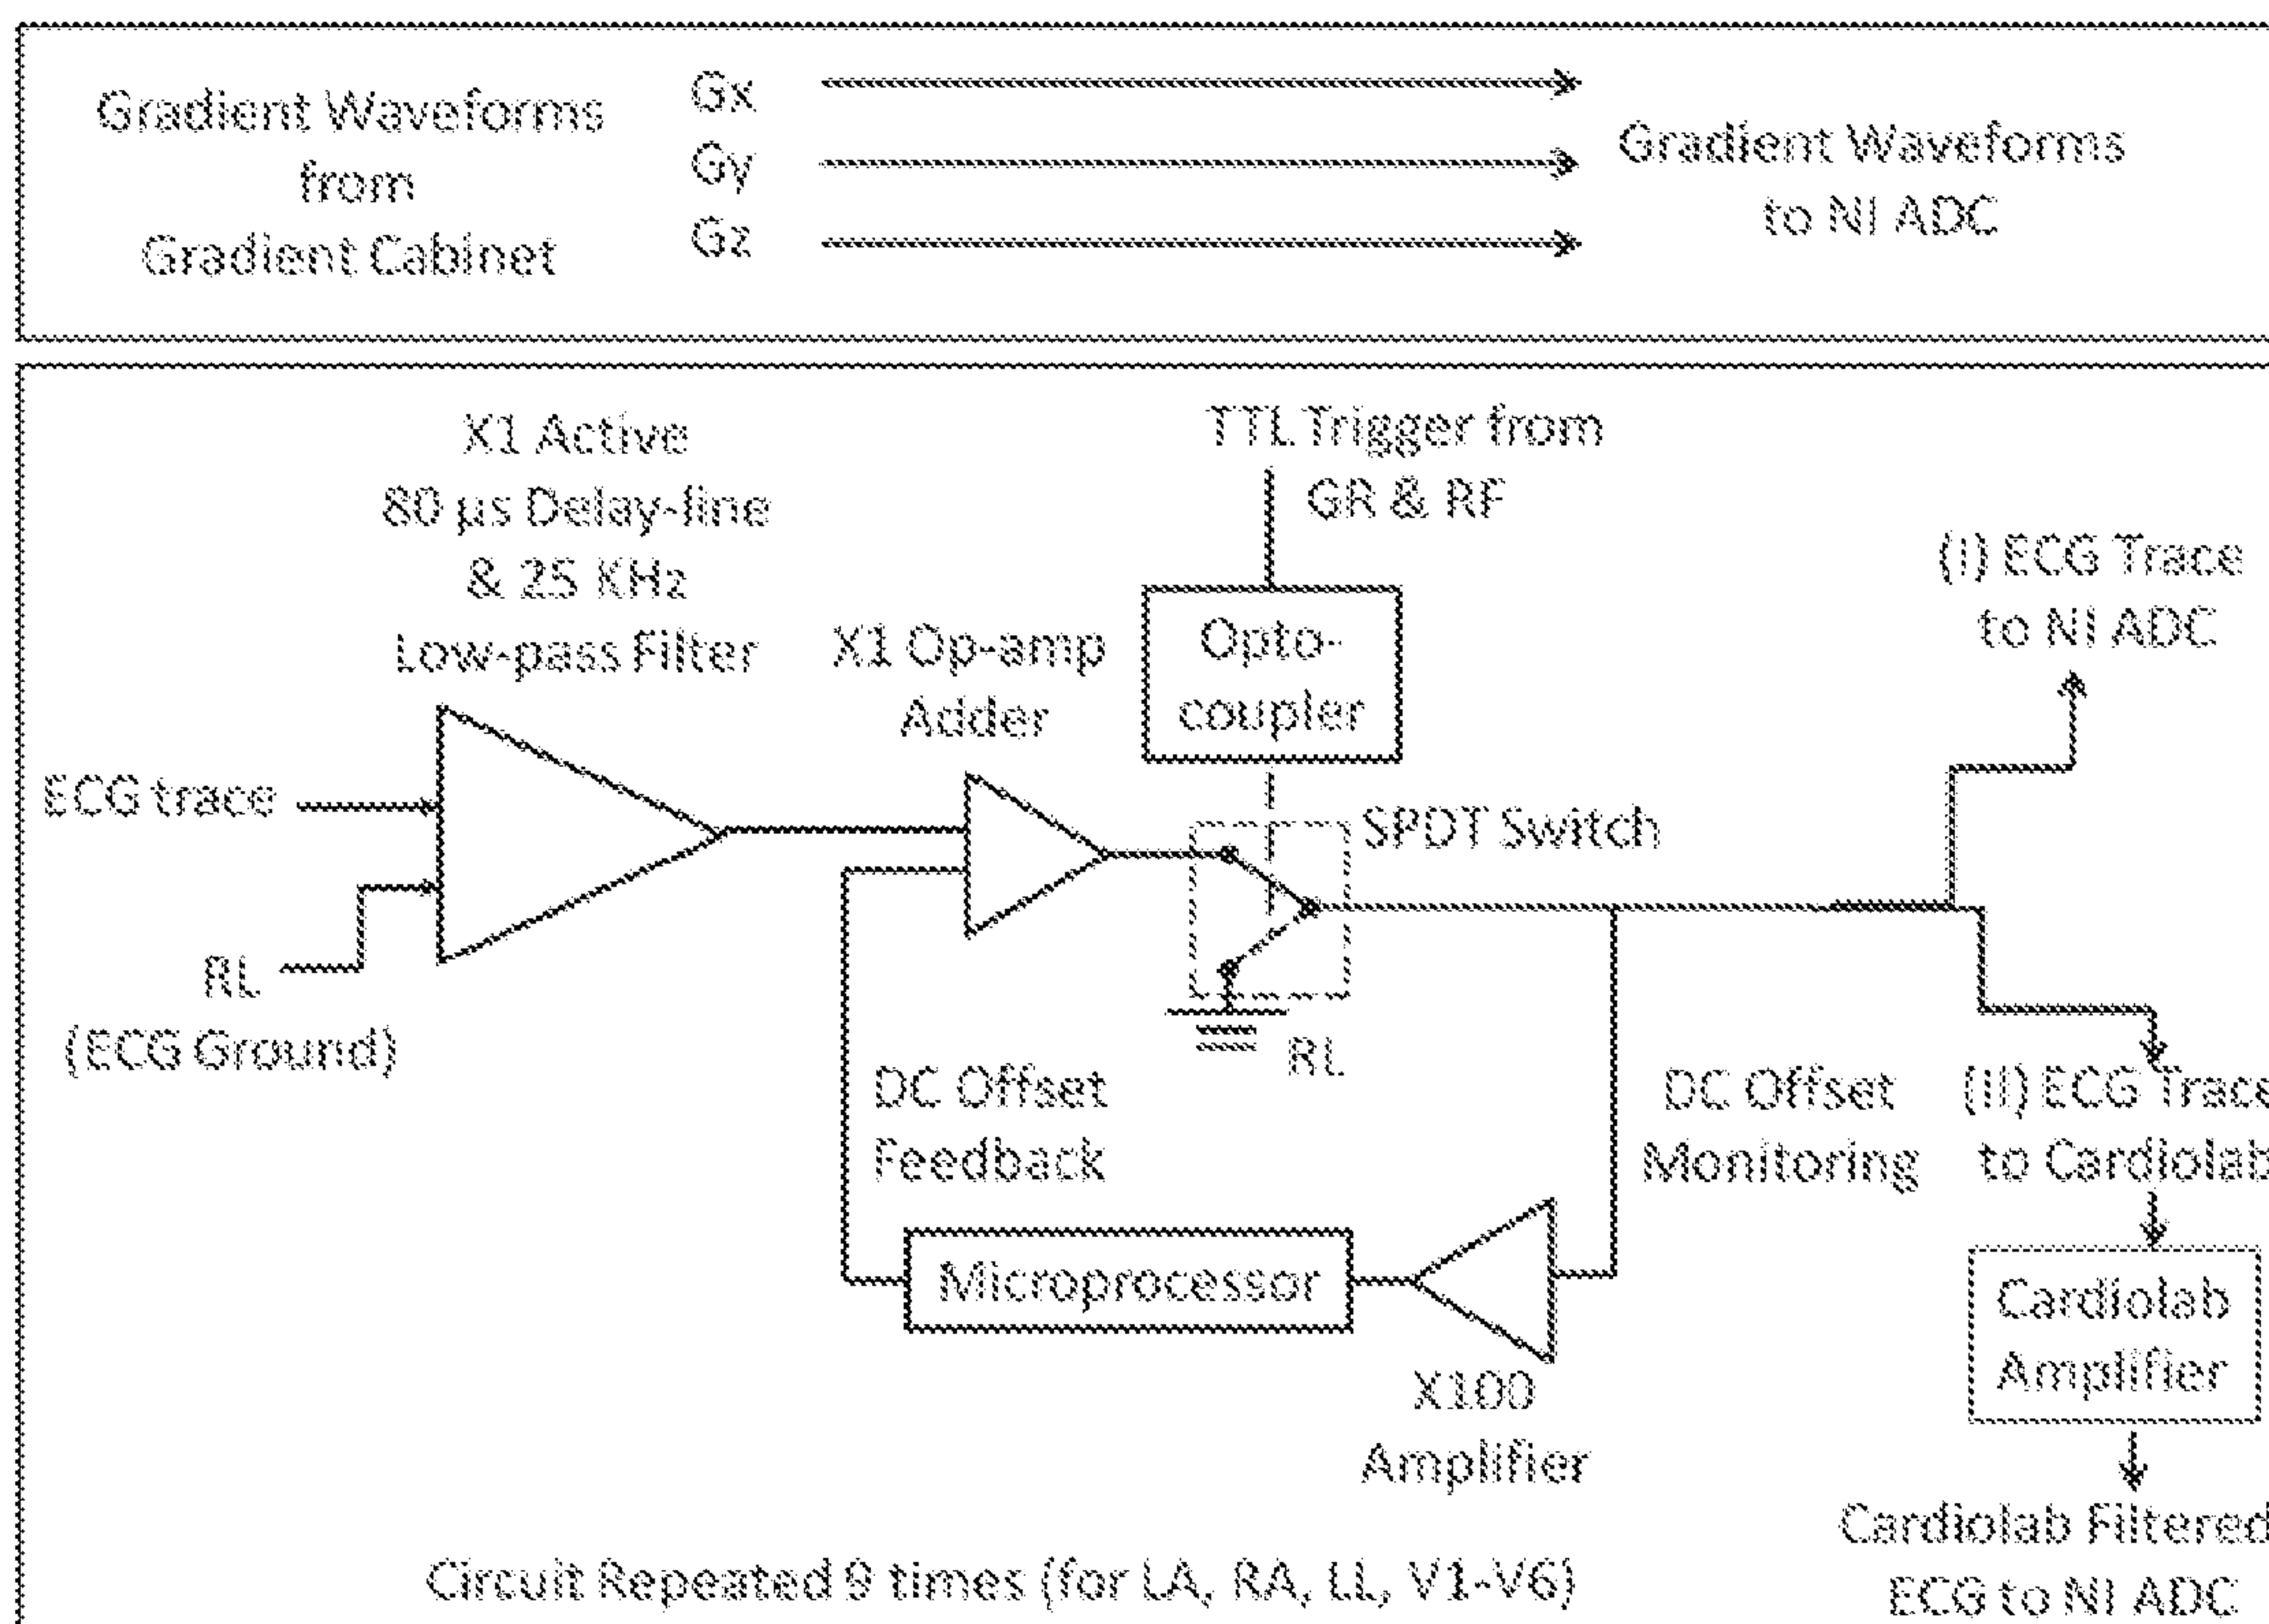 Gradient Waveforms
from
Gradient Cabinet
Gx
Gy
Gz
Gradient Waveforms
to NI ADC
X1 Active
80 µs Delay-line
& 25 KHz
Low-pass Filter
X1 Op-amp
Adder
TTL Trigger from
GR & RF
Opto-
coupler
(I) ECG Trace
to NI ADC
ECG trace
SPDT Switch
RL
(ECG Ground)
RL
DC Offset
Feedback
DC Offset
Monitoring
(II) ECG Trace
to Cardiolab
Microprocessor
X100
Amplifier
Cardiolab
Amplifier
Cardiolab Filtered
ECG to NI ADC
Circuit Repeated 9 times (for LA, RA, LL, V1-V6)